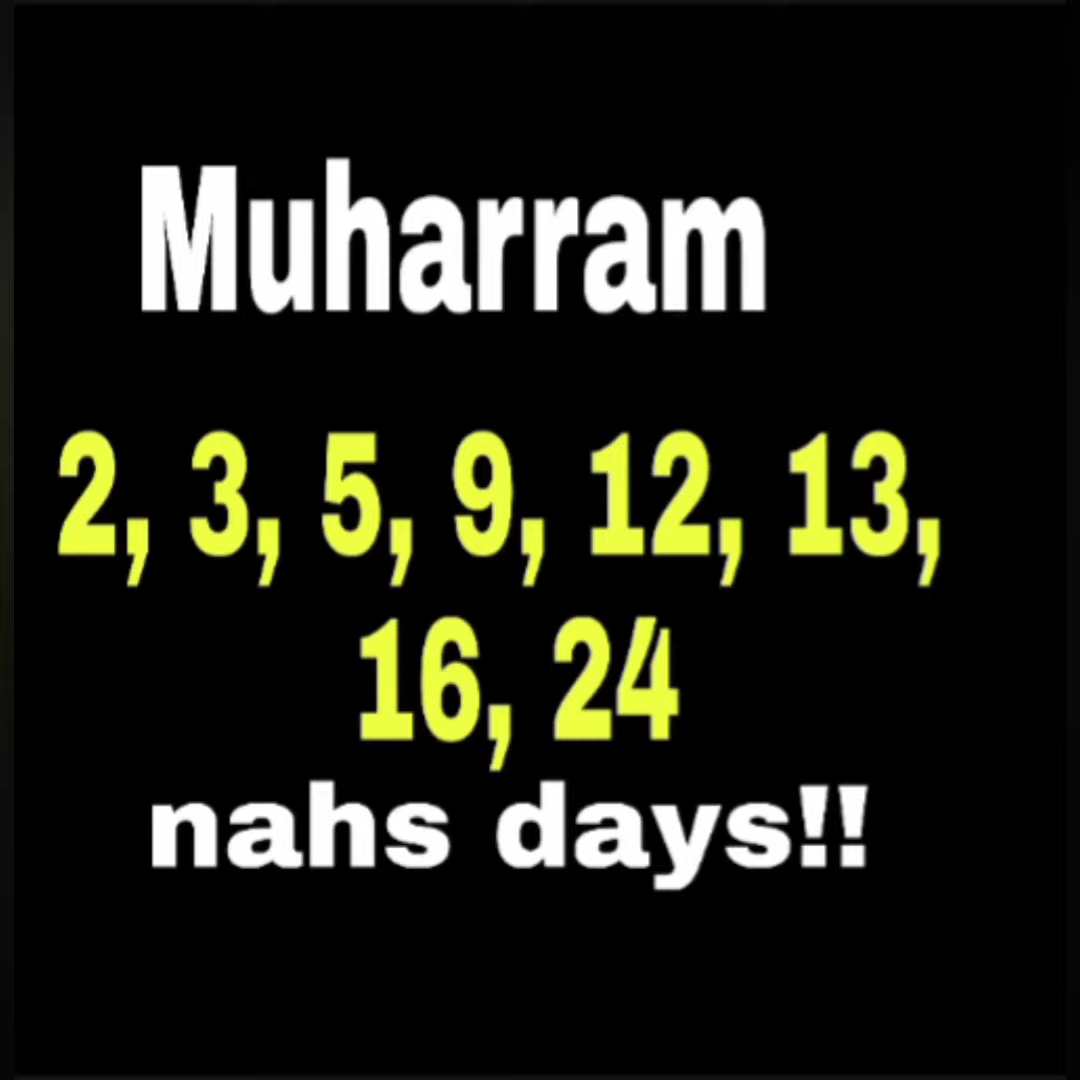 Muharram
2, 3, 5, 9, 12, 13,
16, 24
nahs days!!